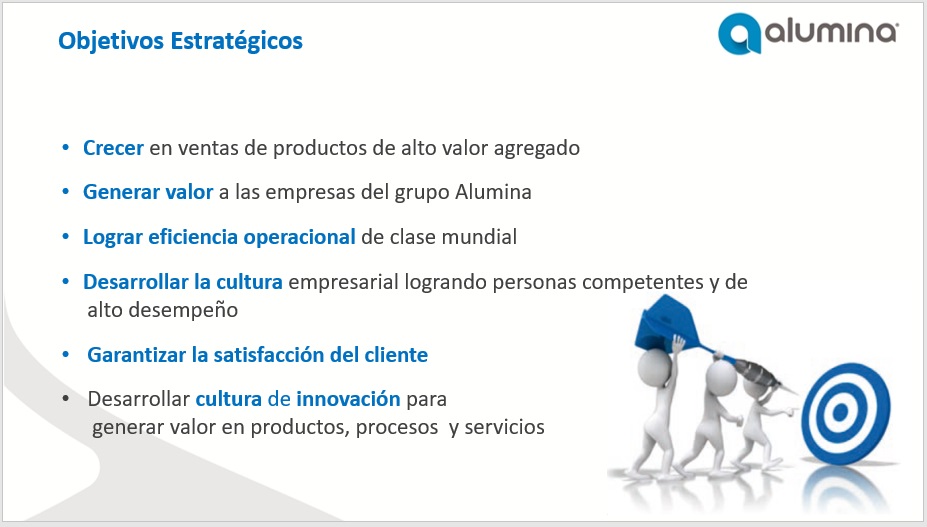 Objetivos Estratégicos
alumina®
• Crecer en ventas de productos de alto valor agregado
• Generar valor a las empresas del grupo Alumina
• Lograr eficiencia operacional de clase mundial
• Desarrollar la cultura empresarial logrando personas competentes y de
alto desempeño
• Garantizar la satisfacción del cliente
• Desarrollar cultura de innovación para
generar valor en productos, procesos y servicios